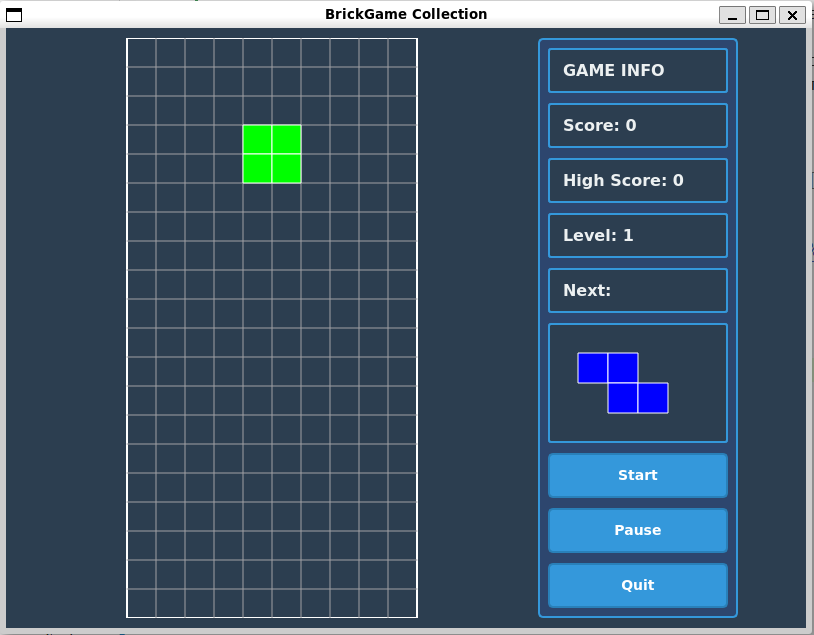 BrickGame Collection
GAME INFO
Score: 0
High Score: 0
Level: 1
Next:
Start
Pause
Quit